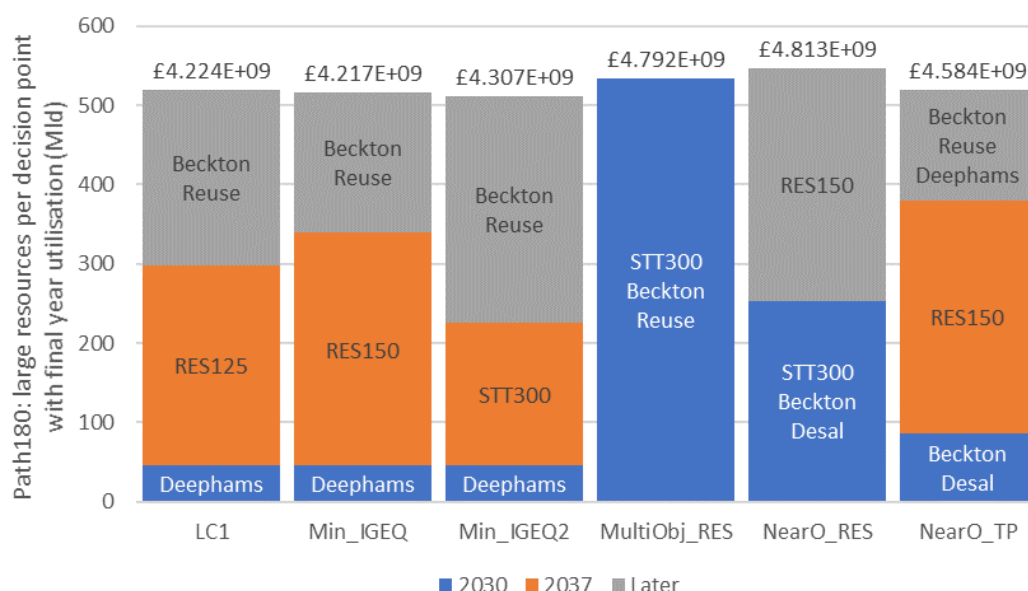 Path180: large resources per decision point
with final year utilisation (Mld)
600
500
400
300
200
100
0
£4.224E+09
£4.217E+09
£4.307E+09
£4.792E+09
£4.813E+09
£4.584E+09
Beckton
Reuse
RES125
Deephams
Beckton
Reuse
RES150
Deephams
Beckton
Reuse
STT300
Deephams
STT300
Beckton
Reuse
RES150
STT300
Beckton
Desal
Beckton
Reuse
Deephams
RES150
Beckton
Desal
LC1
Min_IGEQ
Min_IGEQ2
MultiObj_RES
NearO_RES
NearO_TP
2030
2037
Later